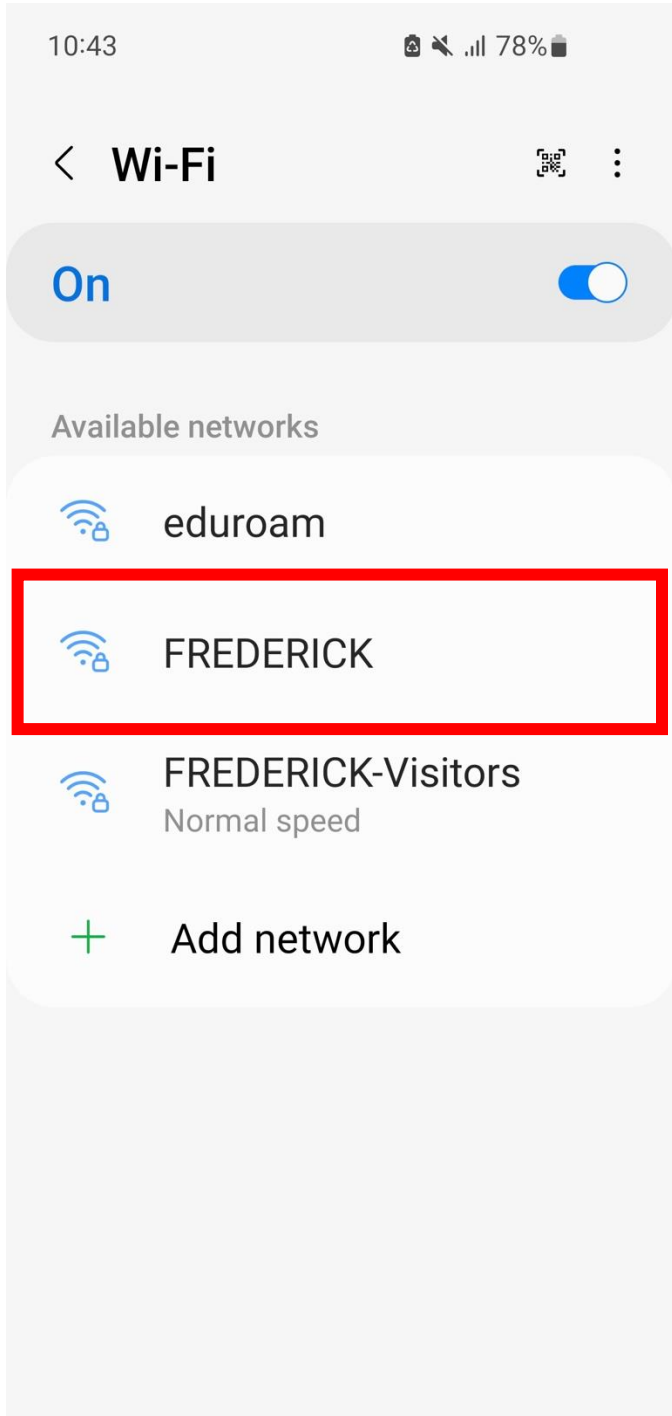 10:43 78%
Wi-Fi
On
Available networks
eduroam
FREDERICK
FREDERICK-Visitors
Normal speed
Add network